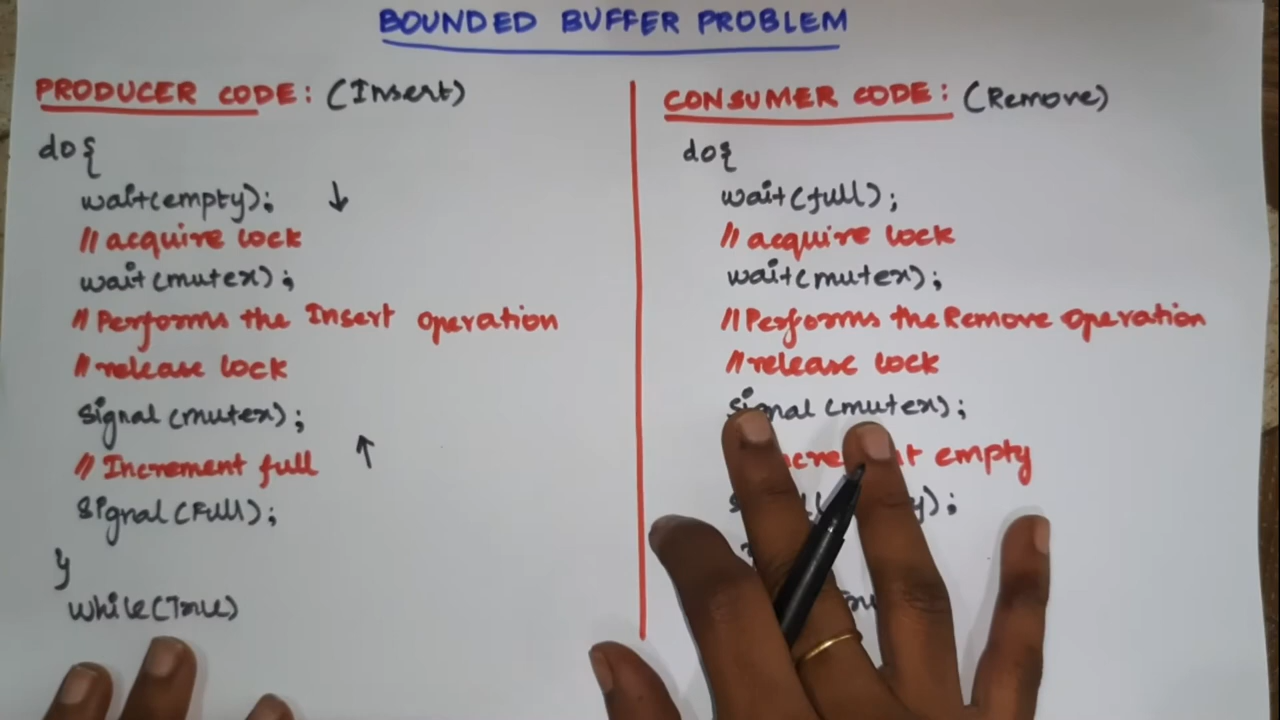 BOUNDED BUFFER PROBLEM
PRODUCER CODE: (Insert)
do{
wait(empty);
// acquire lock
wait(mutex);
// Performs the Insert operation
// release lock
signal (mutex);
// Increment full
signal (Full);
}
while(True)
CONSUMER CODE: (Remove)
do{
wait(full);
// acquire lock
wait(mutex);
// Performs the Remove operation
// release lock
signal (mutex);
empty